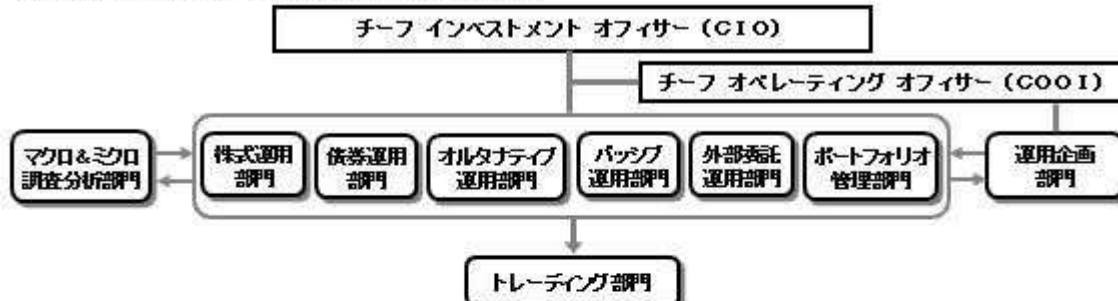 チーフ インベストメント オフィサー (CIO)
チーフ オペレーティング オフィサー (COOI)
マクロ&ミクロ
調査分析部門
株式運用
部門
債券運用
部門
オルタナティブ
運用部門
パッシブ
運用部門
外部委託
運用部門
ポートフォリオ
管理部門
運用企画
部門
トレーディング部門